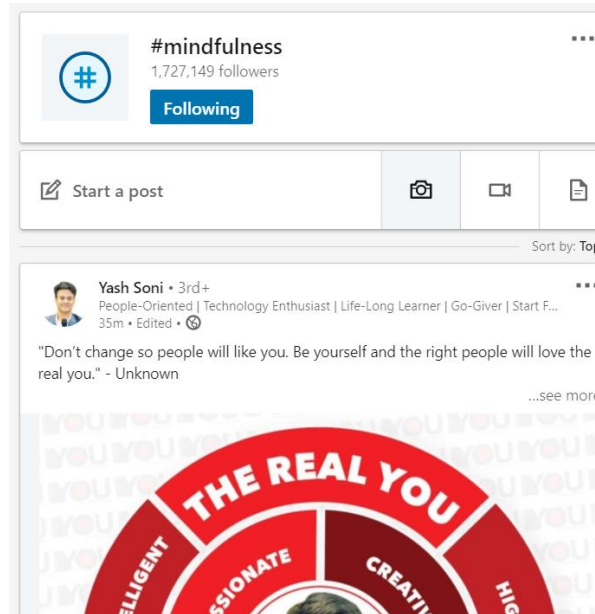 #mindfulness
1,727,149 followers
Following
Start a post
Sort by: Top
Yash Soni • 3rd+
People-Oriented | Technology Enthusiast | Life-Long Learner | Go-Giver | Start F...
35m • Edited •
"Don't change so people will like you. Be yourself and the right people will love the
real you." - Unknown
...see more
THE REAL YOU